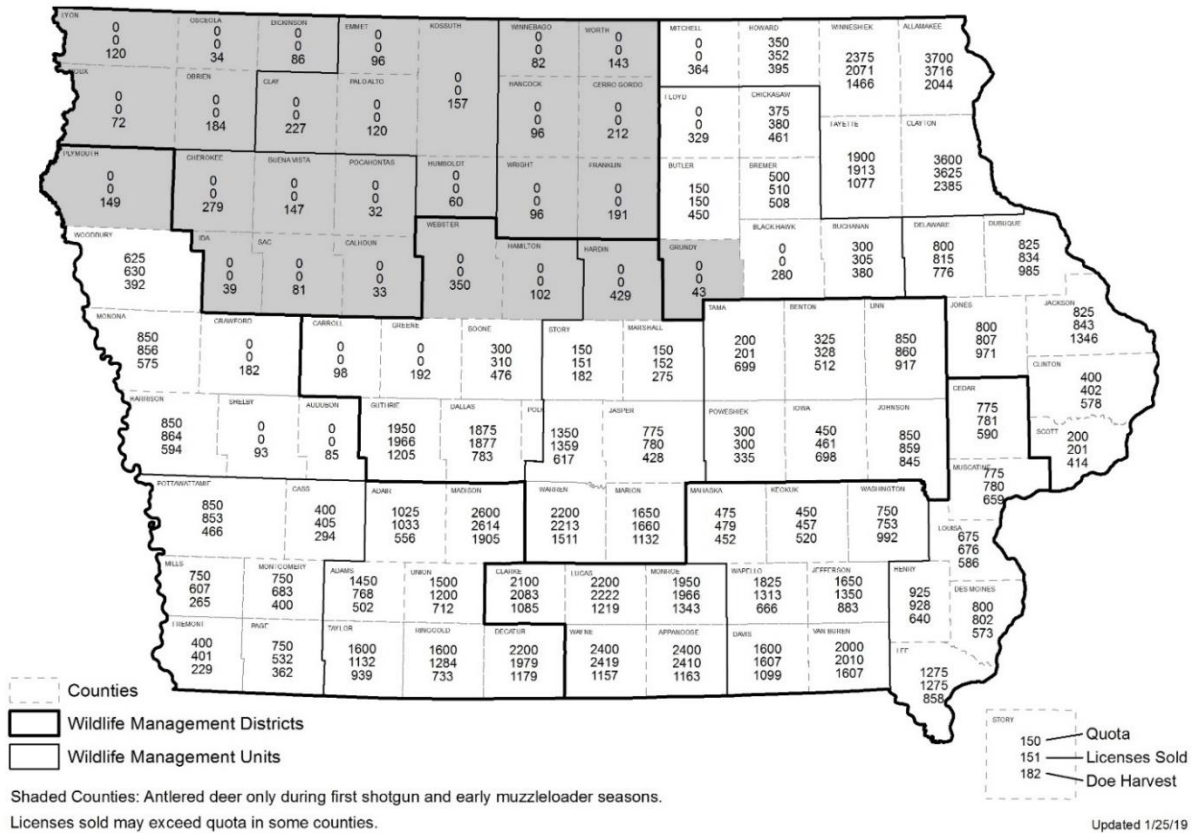 LYON
0
0
120
OSCEOLA
0
0
34
DICKINSON
0
0
86
EMMET
0
0
96
KOSSUTH
0
0
157
WINNEBAGO
0
0
82
WORTH
0
0
143
MITCHELL
0
0
364
HOWARD
350
352
395
WINNESHIEK
2375
2071
1466
ALLAMAKEE
3700
3716
2044
OUX
0
0
72
OBRIEN
0
0
184
CLAY
0
0
227
PALO ALTO
0
0
120
HANCOCK
0
0
96
CERRO GORDO
0
0
212
FLOYD
0
0
329
CHICKASAW
375
380
461
FAYETTE
1900
1913
1077
CLAYTON
3600
3625
2385
PLYMOUTH
0
0
149
CHEROKEE
0
0
279
BUENA VISTA
0
0
147
POCAHONTAS
0
0
32
HUMBOLDT
0
0
60
WRIGHT
0
0
96
FRANKLIN
0
0
191
BUTLER
150
150
450
BREMER
500
510
508
WOODBURY
625
630
392
IDA
0
0
39
SAC
0
0
81
CALHOUN
0
0
33
WEBSTER
0
0
350
HAMILTON
0
0
102
HARDIN
0
0
429
GRUNDY
0
0
43
BLACK HAWK
0
0
280
BUCHANAN
300
305
380
DELAWARE
800
815
776
DUBUQUE
825
834
985
MONONA
850
856
575
CRAWFORD
0
0
182
CARROLL
0
0
98
GREENE
0
0
192
BOONE
300
310
476
STORY
150
151
182
MARSHALL
150
152
275
TAMA
200
201
699
BENTON
325
328
512
LINN
850
860
917
JONES
800
807
971
JACKSON
825
843
1346
CLINTON
400
402
578
HARRISON
850
864
594
SHELBY
0
0
93
AUDUBON
0
0
85
GUTHRIE
1950
1966
1205
DALLAS
1875
1877
783
POL
1350
1359
617
JASPER
775
780
428
POWESHIEK
300
300
335
IOWA
450
461
698
JOHNSON
850
859
845
CEDAR
775
781
590
SCOTT
200
201
414
MUSCATINE
775
780
659
POTTAWATTAMIE
850
853
466
CASS
400
405
294
ADAIR
1025
1033
556
MADISON
2600
2614
1905
WARREN
2200
2213
1511
MARION
1650
1660
1132
MAHASKA
475
479
452
KEOKUK
450
457
520
WASHINGTON
750
753
992
LOUISA
675
676
586
MILLS
750
607
265
MONTGOMERY
750
683
400
ADAMS
1450
768
502
UNION
1500
1200
712
CLARKE
2100
2083
1085
LUCAS
2200
2222
1219
MONROE
1950
1966
1343
WAPELLO
1825
1313
666
JEFFERSON
1650
1350
883
HENRY
925
928
640
DES MOINES
800
802
573
FREMONT
400
401
229
PAGE
750
532
362
TAYLOR
1600
1132
939
RINGGOLD
1600
1284
733
DECATUR
2200
1979
1179
WAYNE
2400
2419
1157
APPANOOSE
2400
2410
1163
DAVIS
1600
1607
1099
VAN BUREN
2000
2010
1607
LEE
1275
1275
858
Counties
Wildlife Management Districts
Wildlife Management Units
Shaded Counties: Antlered deer only during first shotgun and early muzzleloader seasons.
Licenses sold may exceed quota in some counties.
STORY
150 Quota
151 Licenses Sold
182 Doe Harvest
Updated 1/25/19